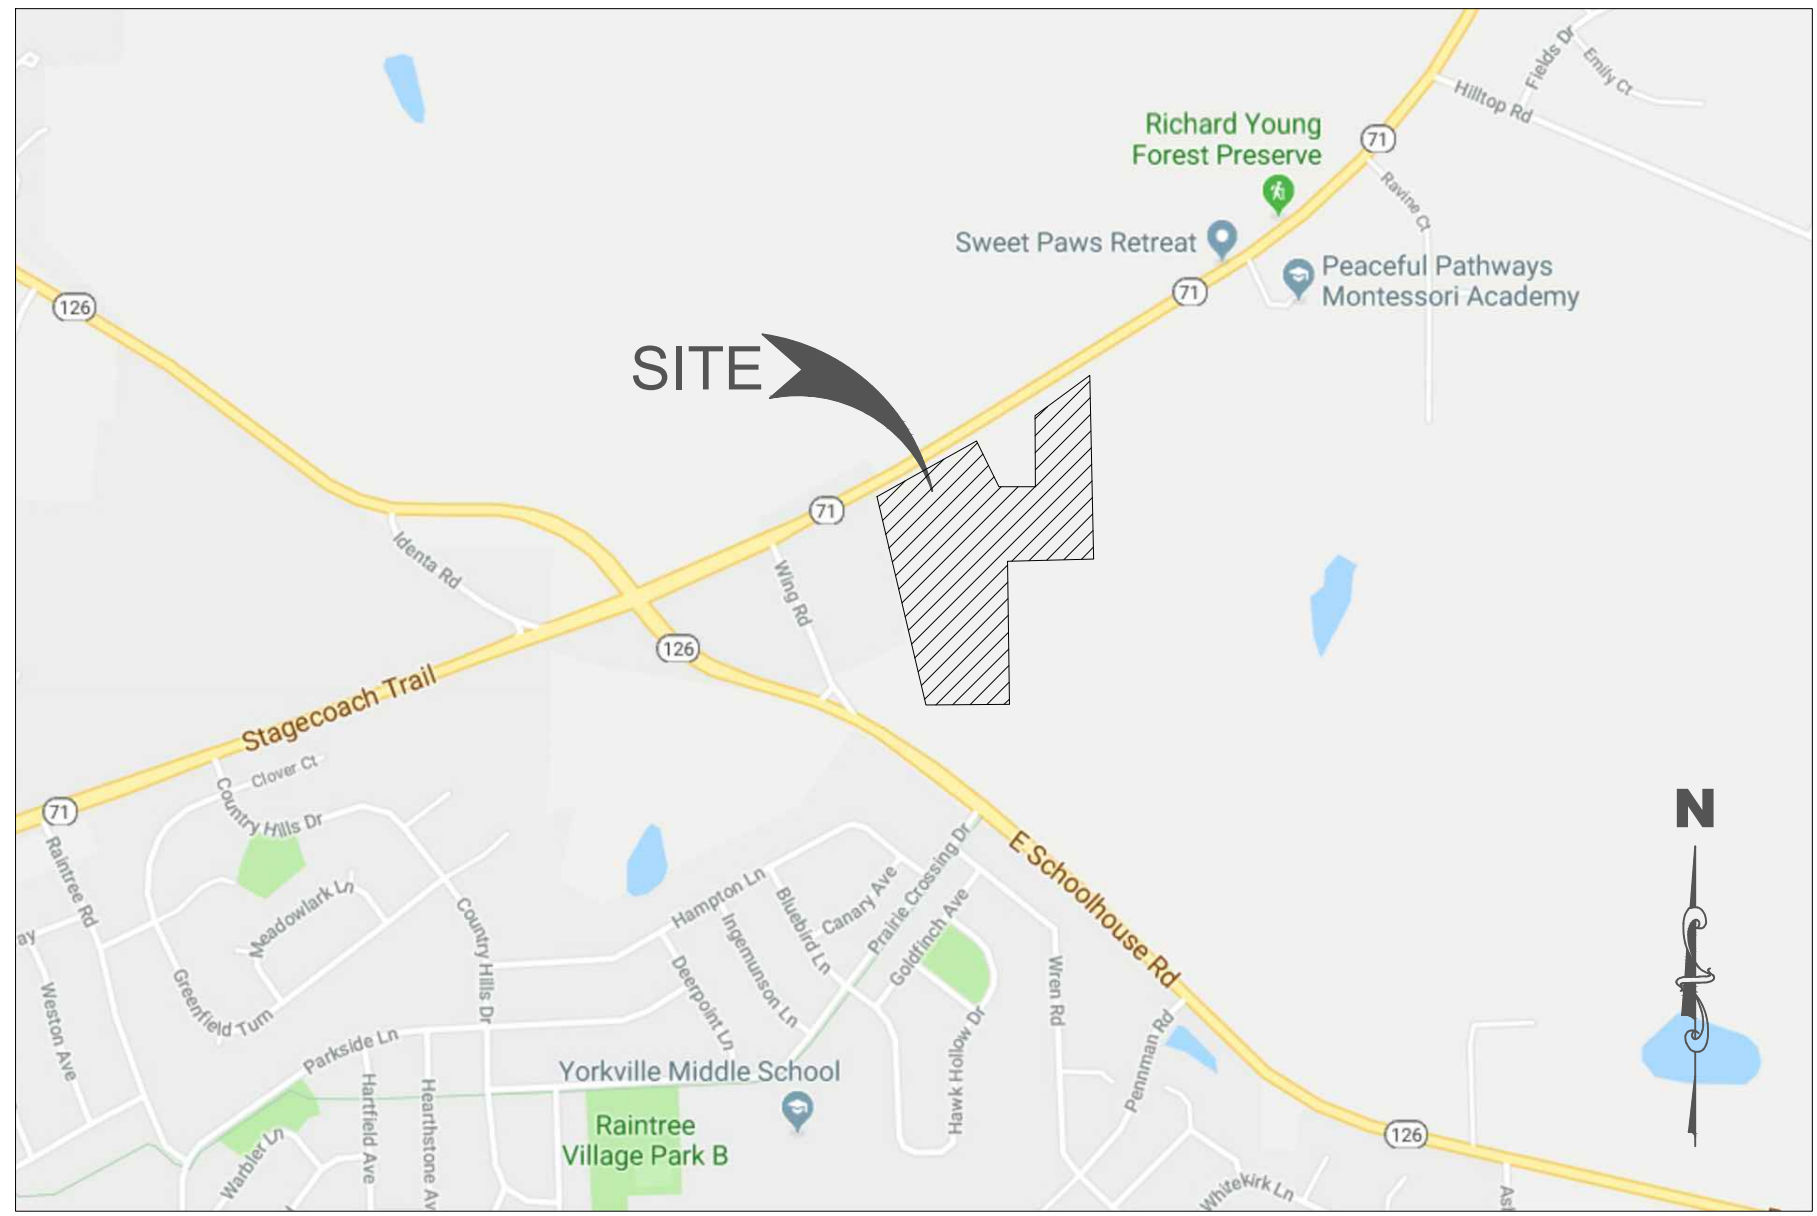 Fields Dr
Emily Ct
Hilltop Rd
Richard Young
Forest Preserve
71
Ravine Ct
Sweet Paws Retreat
Peaceful Pathways
Montessori Academy
71
126
SITE
71
Identa Rd
Wing Rd
126
Stagecoach Trail
Clover Ct
71
Country Hills Dr
N
Raintree Rd
E Schoolhouse Rd
Prairie Crossing Dr
Hampton Ln
Canary Ave
Bluebird Ln
Goldfinch Ave
Meadowlark Ln
Ingemunson Ln
Country Hills Dr
ay
Deerpoint Ln
Wren Rd
Greenfield Turn
Weston Ave
Parkside Ln
Hawk Hollow Dr
Pennman Rd
Yorkville Middle School
Hartfield Ave
Hearthstone Av
Raintree
Village Park B
126
Warbler Ln
Whitekirk Ln
Asl